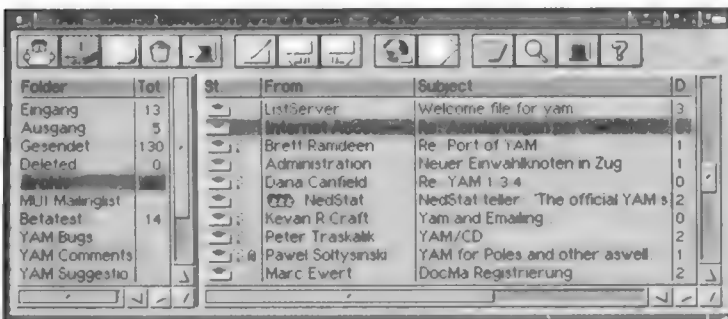 Folder Tot
Eingang 13
Ausgang 5
Gesendet 130
Deleted 0
MUI Mailinglist
Betatest 14
YAM Bugs
YAM Comments
YAM Suggestio
St. From Subject D
ListServer Welcome file for yam 3
Internet Re:
Brett Ramdeen Re: Port of YAM 1
Administration Neuer Einwahlknoten in Zug 1
Dana Canfield Re: YAM 1.3.4 0
NedStat NedStat teller "The official YAM s 2
Kevan R Craft Yam and Emailing 0
Peter Traskalik YAM/CD 2
Pawel Soltysinski YAM for Poles and other aswell 1
Marc Ewert DocMa Registrierung 2